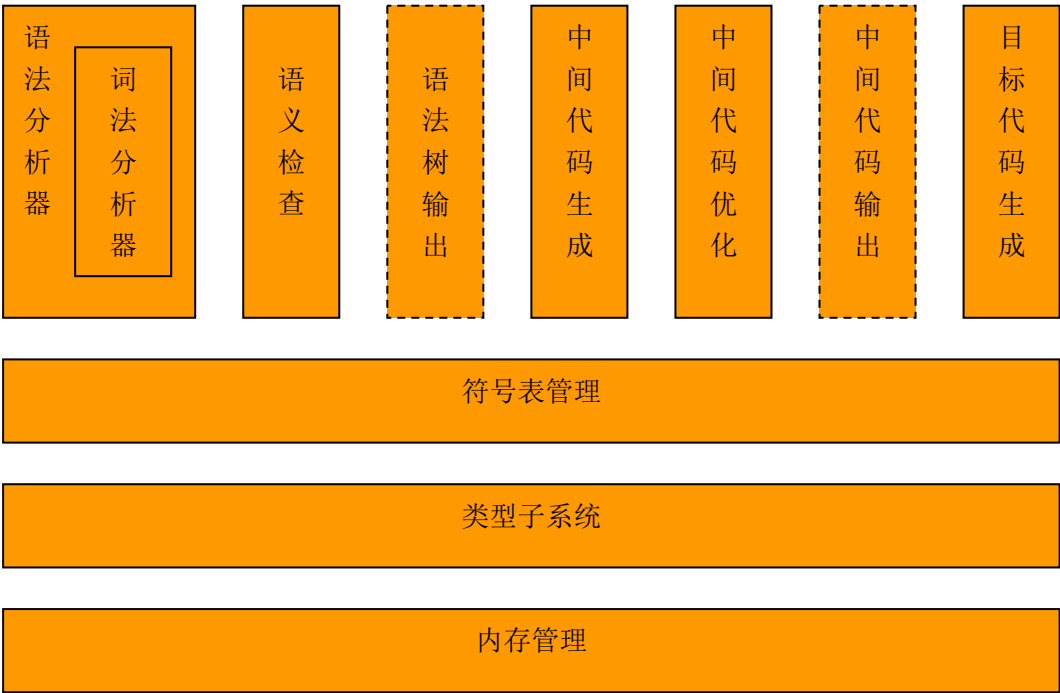 语法分析器
词法分析器
语义检查
语法树输出
中间代码生成
中间代码优化
中间代码输出
目标代码生成
符号表管理
类型子系统
内存管理